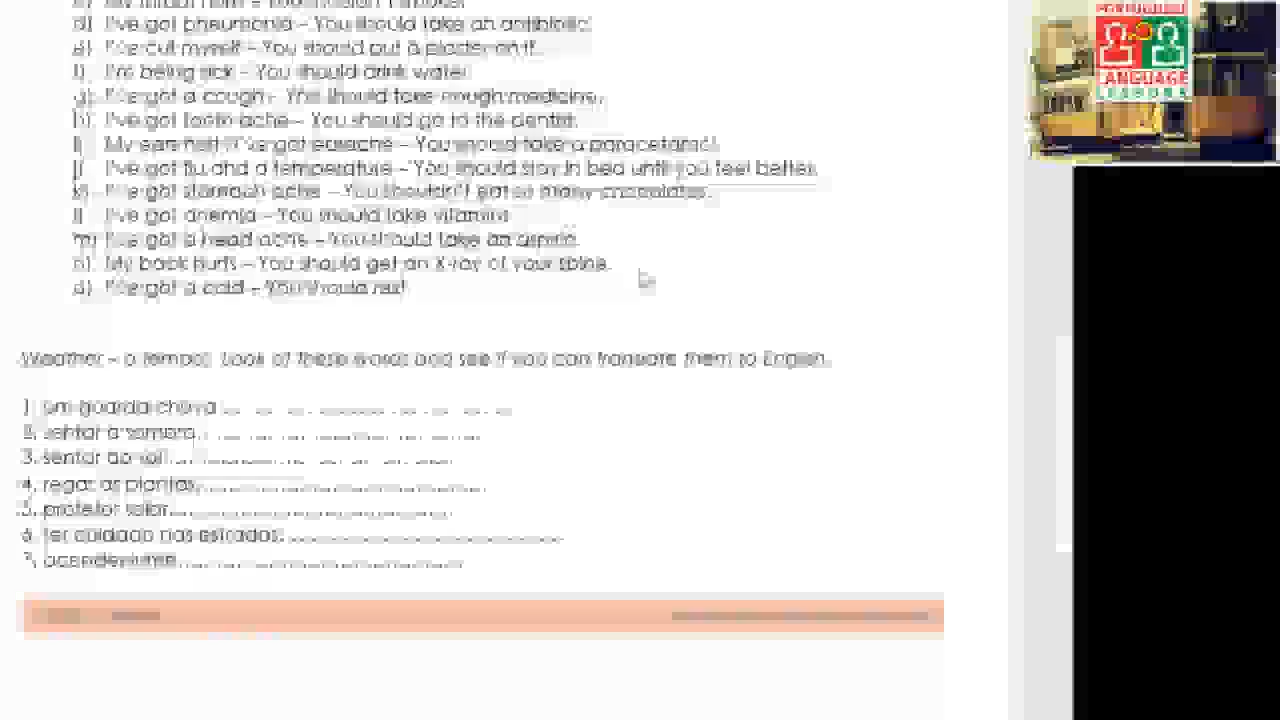 d) I've got pneumonia – You should take an antibiotic.
e) I've cut myself – You should put a plaster on it.
f) I'm being sick – You should drink water
g) I've got a cough – You should take cough medicine.
h) I've got tooth ache – You should go to the dentist.
i) My ears hurt / I've got earache – You should take a paracetamol.
j) I've got flu and a temperature – You should stay in bed until you feel better.
k) I've got stomach ache – You shouldn't eat so many chocolates.
l) I've got anemia – You should take vitamins
m) I've got a head ache – You should take an aspirin.
n) My back hurts – You should get an X-ray of your spine.
o) I've got a cold – You should rest
Weather – o tempo: Look at these words and see if you can translate them to English.
1. um guarda-chuva
2. sentar à sombra
3. sentar ao sol
4. regar as plantas
5. protetor solar
6. ter cuidado nas estradas:
7. acender
PORTUGUESE
LANGUAGE
LESSONS